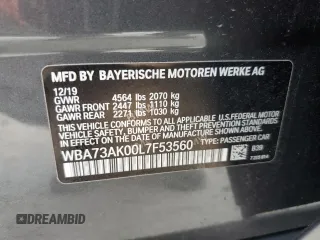 MFD BY BAYERISCHE MOTOREN WERKE AG
12/19
GVWR 4564 lbs 2070 kg
GAWR FRONT 2447 lbs 1110 kg
GAWR REAR 2271 lbs 1030 kg
THIS VEHICLE CONFORMS TO ALL APPLICABLE U.S. FEDERAL MOTOR VEHICLE SAFETY, BUMPER, AND THEFT PREVENTION STANDARDS IN EFFECT ON THE DATE OF MANUFACTURE SHOWN ABOVE.
WBA73AK00L7F53560
TYPE: PASSENGER CAR
B39
DREAMBID